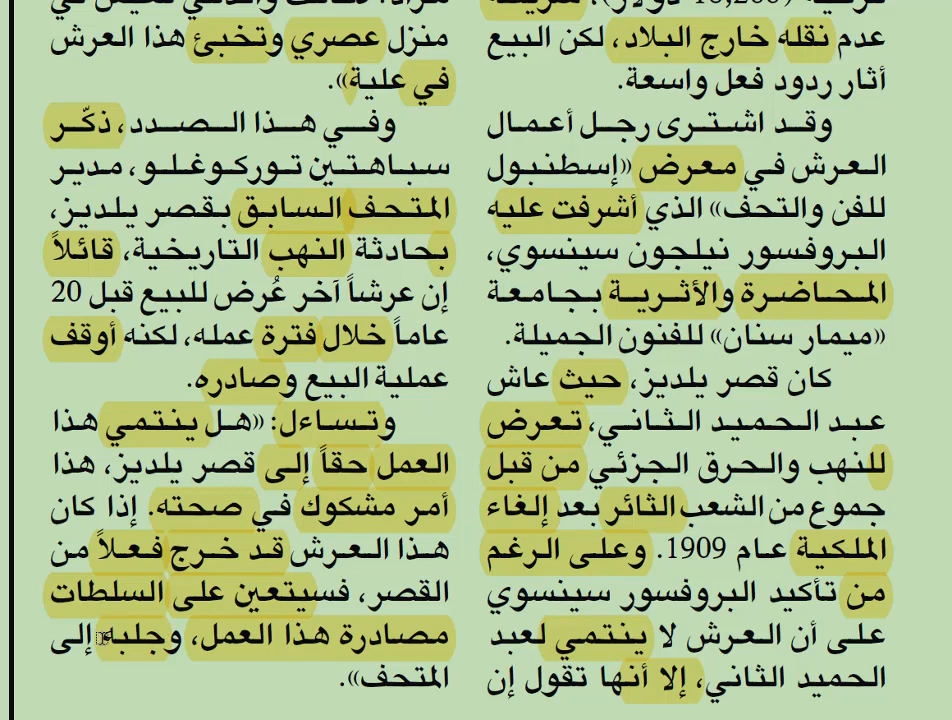 عدم نقله خارج البلاد، لكن البيع
أثار ردود فعل واسعة.
وقد اشترى رجل أعمال
العرش في معرض «إسطنبول
للفن والتحف» الذي أشرفت عليه
البروفسور نيلجون سينسوي،
المحاضرة والأثرية بجامعة
«ميمار سنان» للفنون الجميلة.
كان قصر يلديز، حيث عاش
عبد الحميد الثاني، تعرض
للنهب والحرق الجزئي من قبل
جموع من الشعب الثائر بعد إلغاء
الملكية عام 1909. وعلى الرغم
من تأكيد البروفسور سينسوي
على أن العرش لا ينتمي لعبد
الحميد الثاني، إلا أنها تقول إن
منزل عصري وتخبئ هذا العرش
في علية».
وفي هذا الصدد، ذكّر
سباهتين توركوغلو، مدير
المتحف السابق بقصر يلديز،
بحادثة النهب التاريخية، قائلاً
إن عرشاً آخر عُرض للبيع قبل 20
عاماً خلال فترة عمله، لكنه أوقف
عملية البيع وصادره.
وتساءل: «هل ينتمي هذا
العمل حقاً إلى قصر يلديز، هذا
أمر مشكوك في صحته. إذا كان
هذا العرش قد خرج فعلاً من
القصر، فسيتعين على السلطات
مصادرة هذا العمل، وجلبه إلى
المتحف».